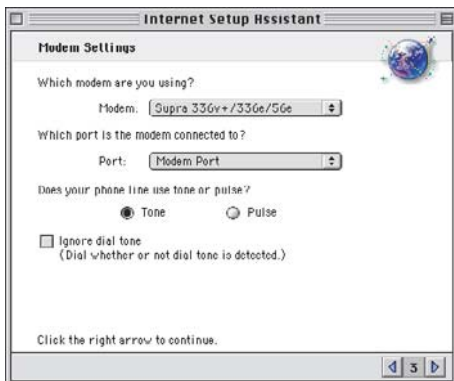 Internet Setup Assistant
Modem Settings
Which modem are you using?
Modem: Supra 336v+/336e/56e
Which port is the modem connected to?
Port: Modem Port
Does your phone line use tone or pulse?
Tone Pulse
Ignore dial tone
(Dial whether or not dial tone is detected.)
Click the right arrow to continue.
3